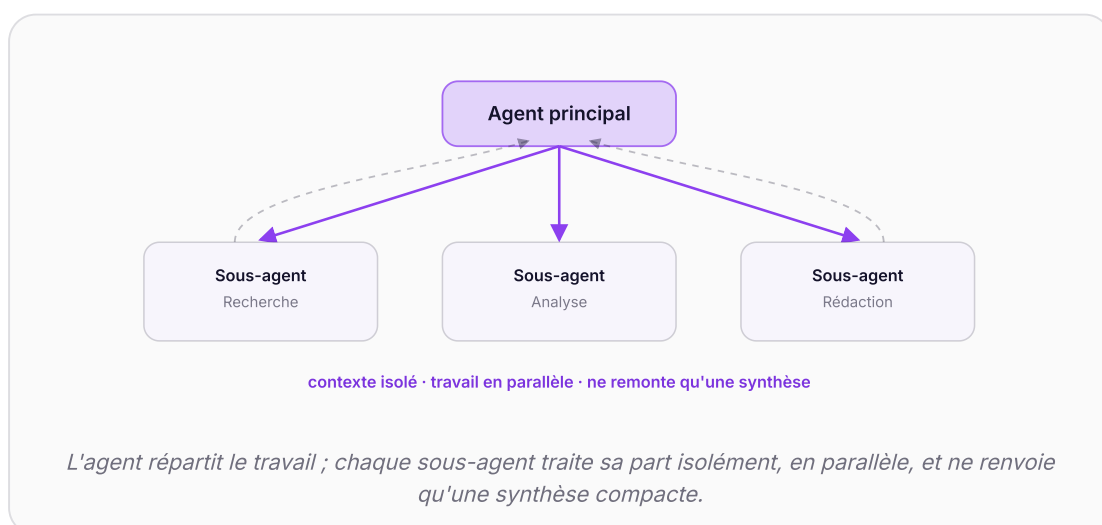 Agent principal
Sous-agent
Recherche
Sous-agent
Analyse
Sous-agent
Rédaction
contexte isolé · travail en parallèle · ne remonte qu'une synthèse
L'agent répartit le travail ; chaque sous-agent traite sa part isolément, en parallèle, et ne renvoie
qu'une synthèse compacte.